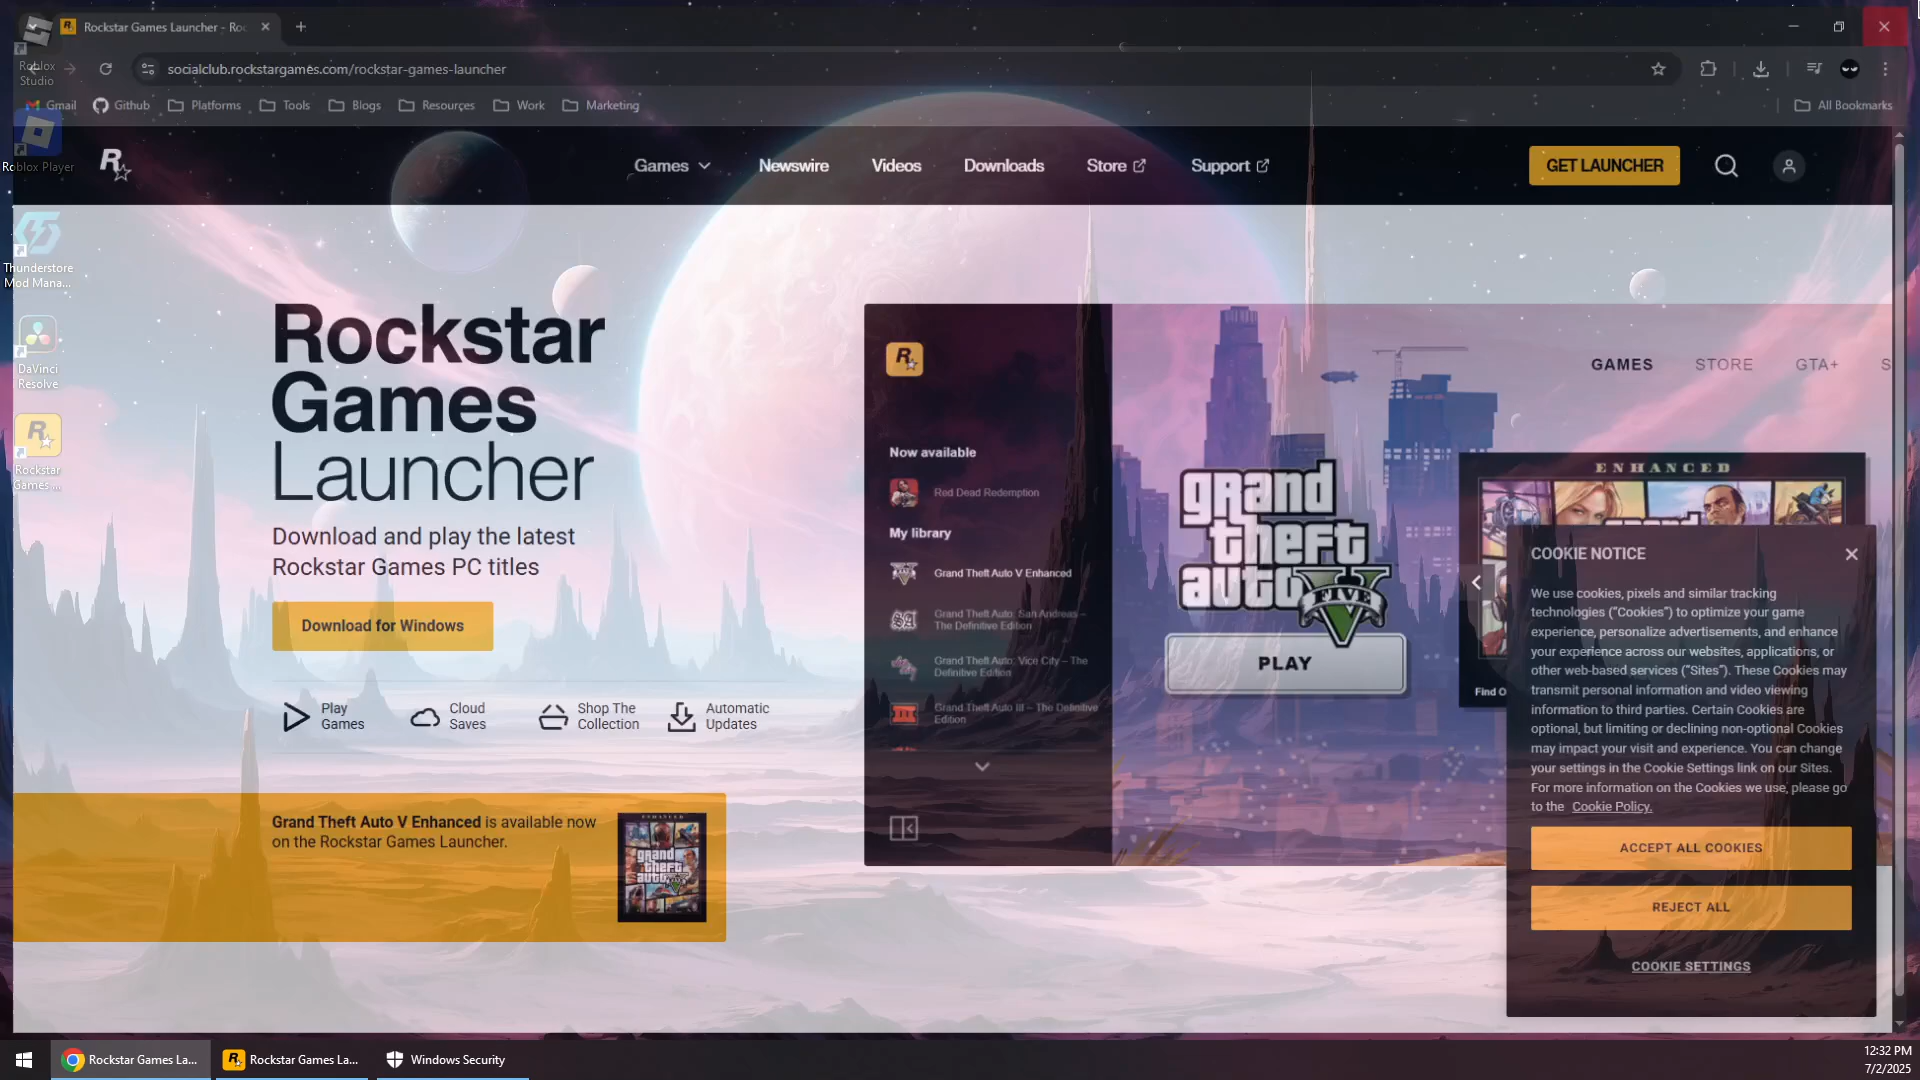 Rockstar Games Launcher - Roc
socialclub.rockstargames.com/rockstar-games-launcher
Gmail
Github
Platforms
Tools
Blogs
Resources
Work
Marketing
All Bookmarks
Roblox
Studio
Roblox Player
Thunderstore
Mod Mana...
DaVinci
Resolve
Rockstar
Games ...
Games
Newswire
Videos
Downloads
Store
Support
GET LAUNCHER
Rockstar
Games
Launcher
Download and play the latest
Rockstar Games PC titles
Download for Windows
Play
Games
Cloud
Saves
Shop The
Collection
Automatic
Updates
Grand Theft Auto V Enhanced is available now
on the Rockstar Games Launcher.
ENHANCED
grand
theft
auto
GAMES
STORE
GTA+
S
Now available
Red Dead Redemption
My library
Grand Theft Auto V Enhanced
Grand Theft Auto: San Andreas –
The Definitive Edition
Grand Theft Auto: Vice City – The
Definitive Edition
Grand Theft Auto III – The Definitive
Edition
grand
theft
auto
FIVE
PLAY
ENHANCED
Find O
COOKIE NOTICE
We use cookies, pixels and similar tracking
technologies (“Cookies”) to optimize your game
experience, personalize advertisements, and enhance
your experience across our websites, applications, or
other web-based services (“Sites”). These Cookies may
transmit personal information and video viewing
information to third parties. Certain Cookies are
optional, but limiting or declining non-optional Cookies
may impact your visit and experience. You can change
your settings in the Cookie Settings link on our Sites.
For more information on the Cookies we use, please go
to the Cookie Policy.
ACCEPT ALL COOKIES
REJECT ALL
COOKIE SETTINGS
Rockstar Games La...
Rockstar Games La...
Windows Security
12:32 PM
7/2/2025